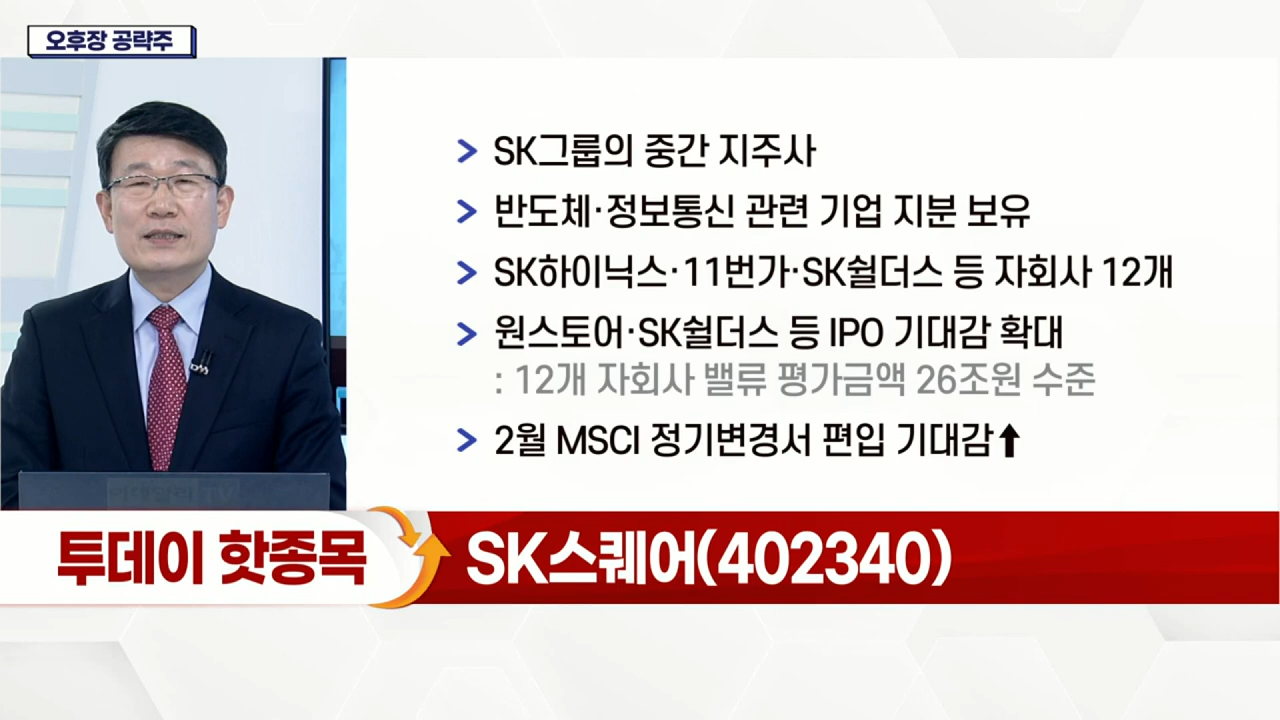 오후장 공략주
> SK그룹의 중간 지주사
> 반도체·정보통신 관련 기업 지분 보유
> SK하이닉스·11번가·SK쉴더스 등 자회사 12개
> 원스토어·SK쉴더스 등 IPO 기대감 확대
: 12개 자회사 밸류 평가금액 26조원 수준
> 2월 MSCI 정기변경서 편입 기대감⬆
이데일리 TV
투데이 핫종목
SK스퀘어(402340)